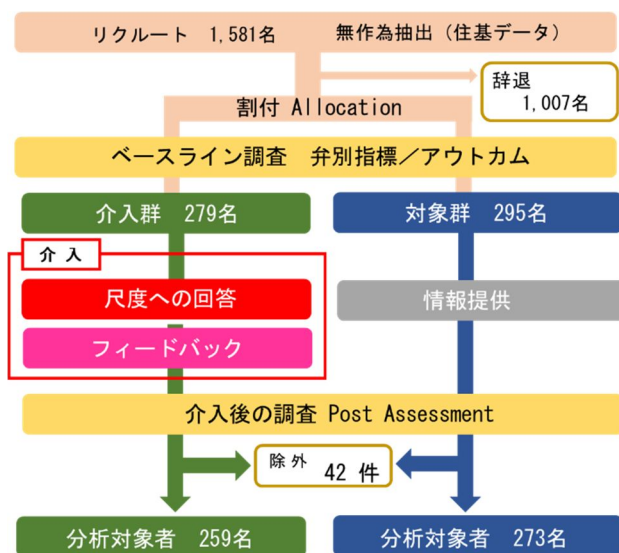 リクルート 1,581名 無作為抽出(住基データ)
辞退
1,007名
割付 Allocation
ベースライン調査 弁別指標／アウトカム
介入群 279名
対象群 295名
介 入
尺度への回答
情報提供
フィードバック
介入後の調査 Post Assessment
除外
42 件
分析対象者 259名
分析対象者 273名